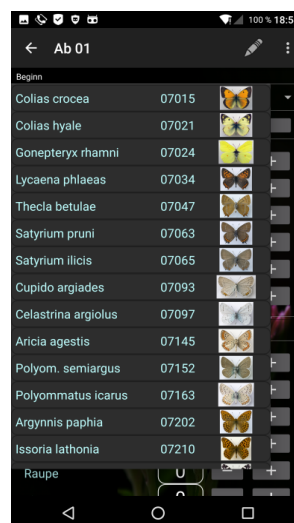 100 % 18:5
Ab 01
Beginn
Colias crocea 07015
Colias hyale 07021
Gonepteryx rhamni 07024
Lycaena phlaeas 07034
Thecla betulae 07047
Satyrium pruni 07063
Satyrium ilicis 07065
Cupido argiades 07093
Celastrina argiolus 07097
Aricia agestis 07145
Polyom. semiargus 07152
Polyommatus icarus 07163
Argynnis paphia 07202
Issoria lathonia 07210
Raupe 0